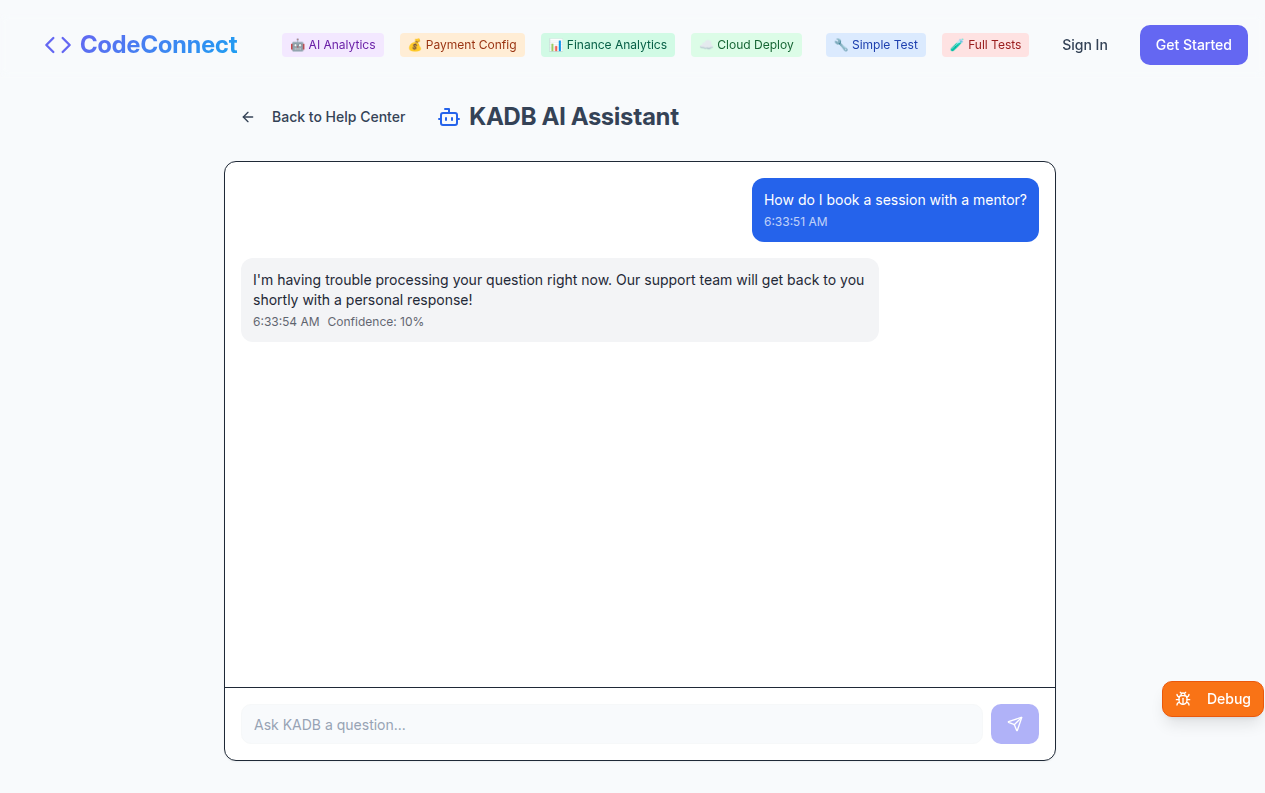 CodeConnect
🤖 AI Analytics
💰 Payment Config
📊 Finance Analytics
☁️ Cloud Deploy
🔧 Simple Test
🧪 Full Tests
Sign In
Get Started
Back to Help Center
KADB AI Assistant
How do I book a session with a mentor?
6:33:51 AM
I'm having trouble processing your question right now. Our support team will get back to you
shortly with a personal response!
6:33:54 AM Confidence: 10%
Debug
Ask KADB a question...